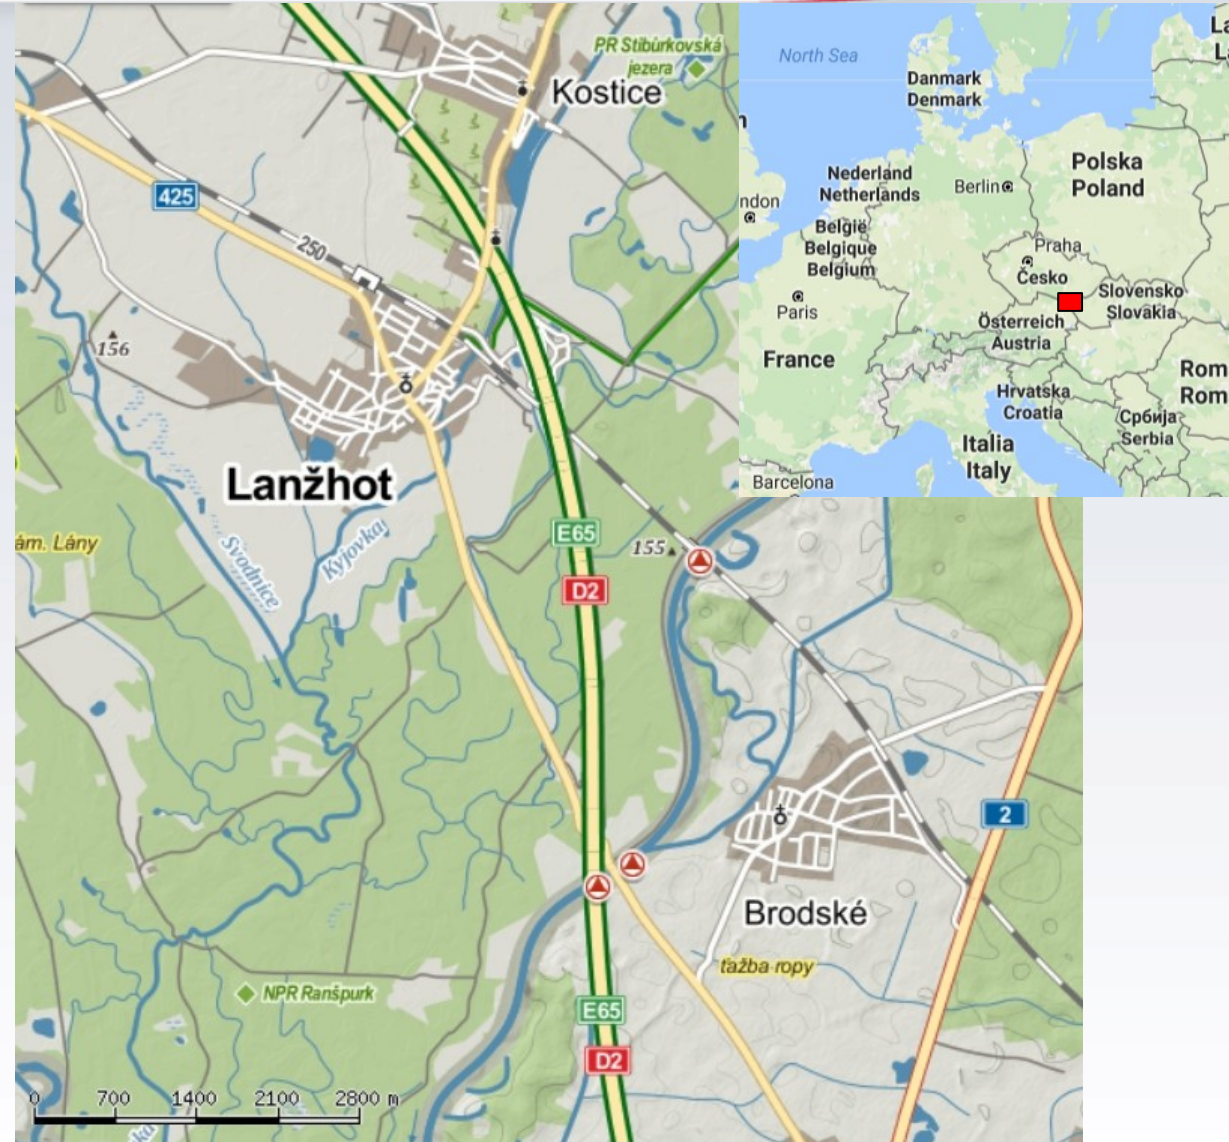 PR Stibůrkovská
jezera
Kostice
425
250
156
Lanžhot
ám. Lány
Svodnice
Kyjovka
E65
155
D2
2
Brodské
ťažba ropy
NPR Ranšpurk
E65
D2
0 700 1400 2100 2800 m
ka
North Sea
La
L
Danmark
Denmark
n
Polska
Poland
Nederland
Netherlands
Berlin
ndon
België
Belgique
Belgium
Praha
Česko
Slovensko
Slovakia
Paris
Österreich
Austria
France
Rom
Rom
Hrvatska
Croatia
Србија
Serbia
Italia
Italy
Barcelona